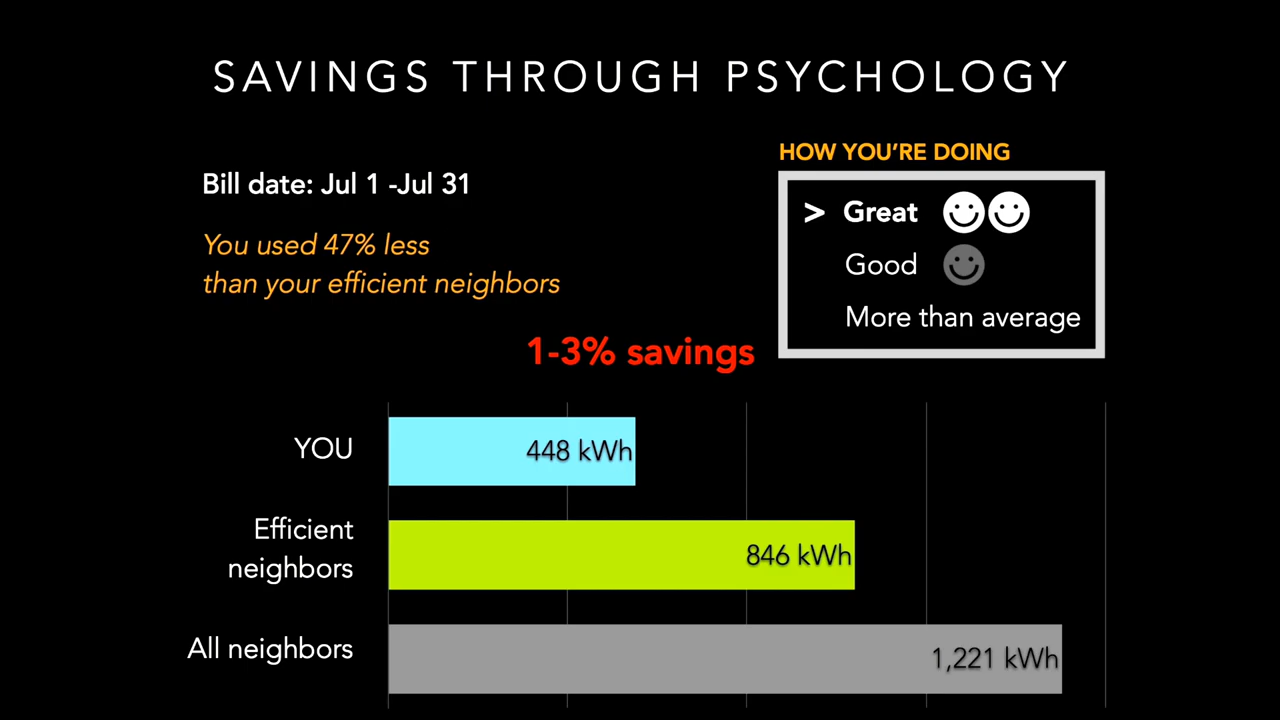 SAVINGS THROUGH PSYCHOLOGY
HOW YOU'RE DOING
Bill date: Jul 1 -Jul 31
> Great
You used 47% less
than your efficient neighbors
Good
More than average
1-3% savings
YOU
448 kWh
Efficient
neighbors
846 kWh
All neighbors
1,221 kWh